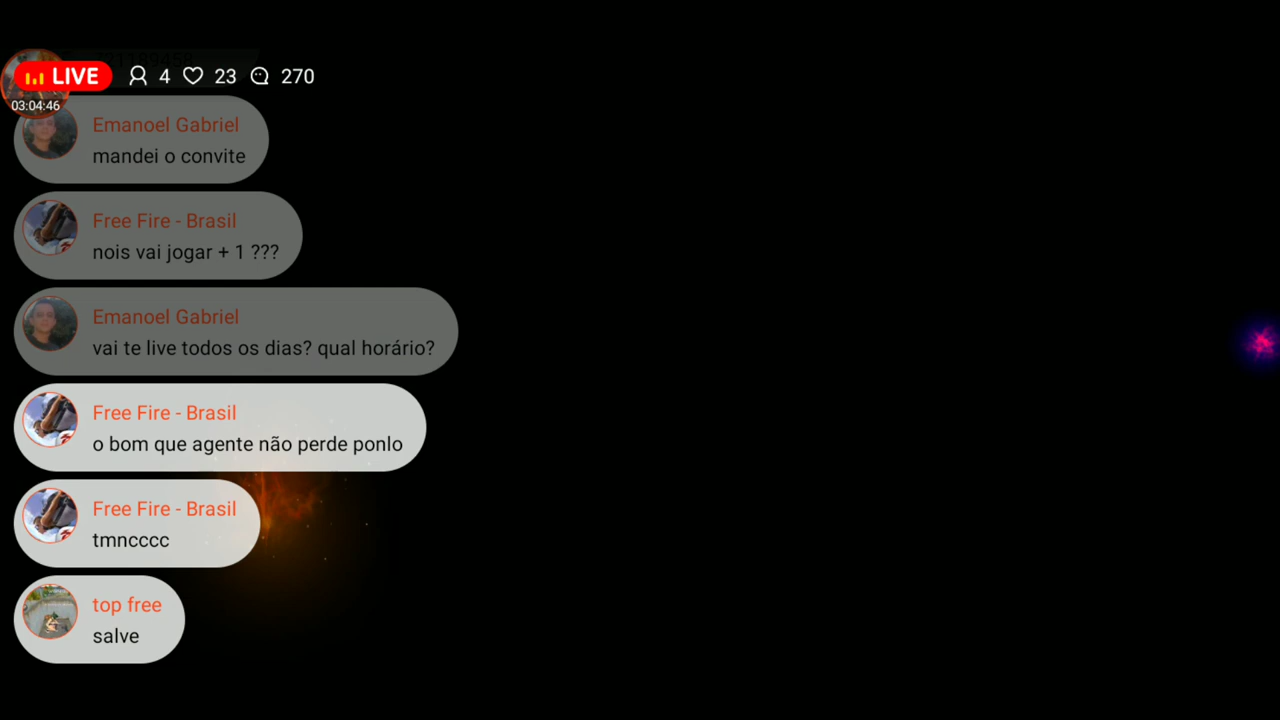 LIVE 4 23 270
03:04:46
Emanoel Gabriel
mandei o convite
Free Fire - Brasil
nois vai jogar + 1 ???
Emanoel Gabriel
vai te live todos os dias? qual horário?
Free Fire - Brasil
o bom que agente não perde ponlo
Free Fire - Brasil
tmncccc
top free
salve